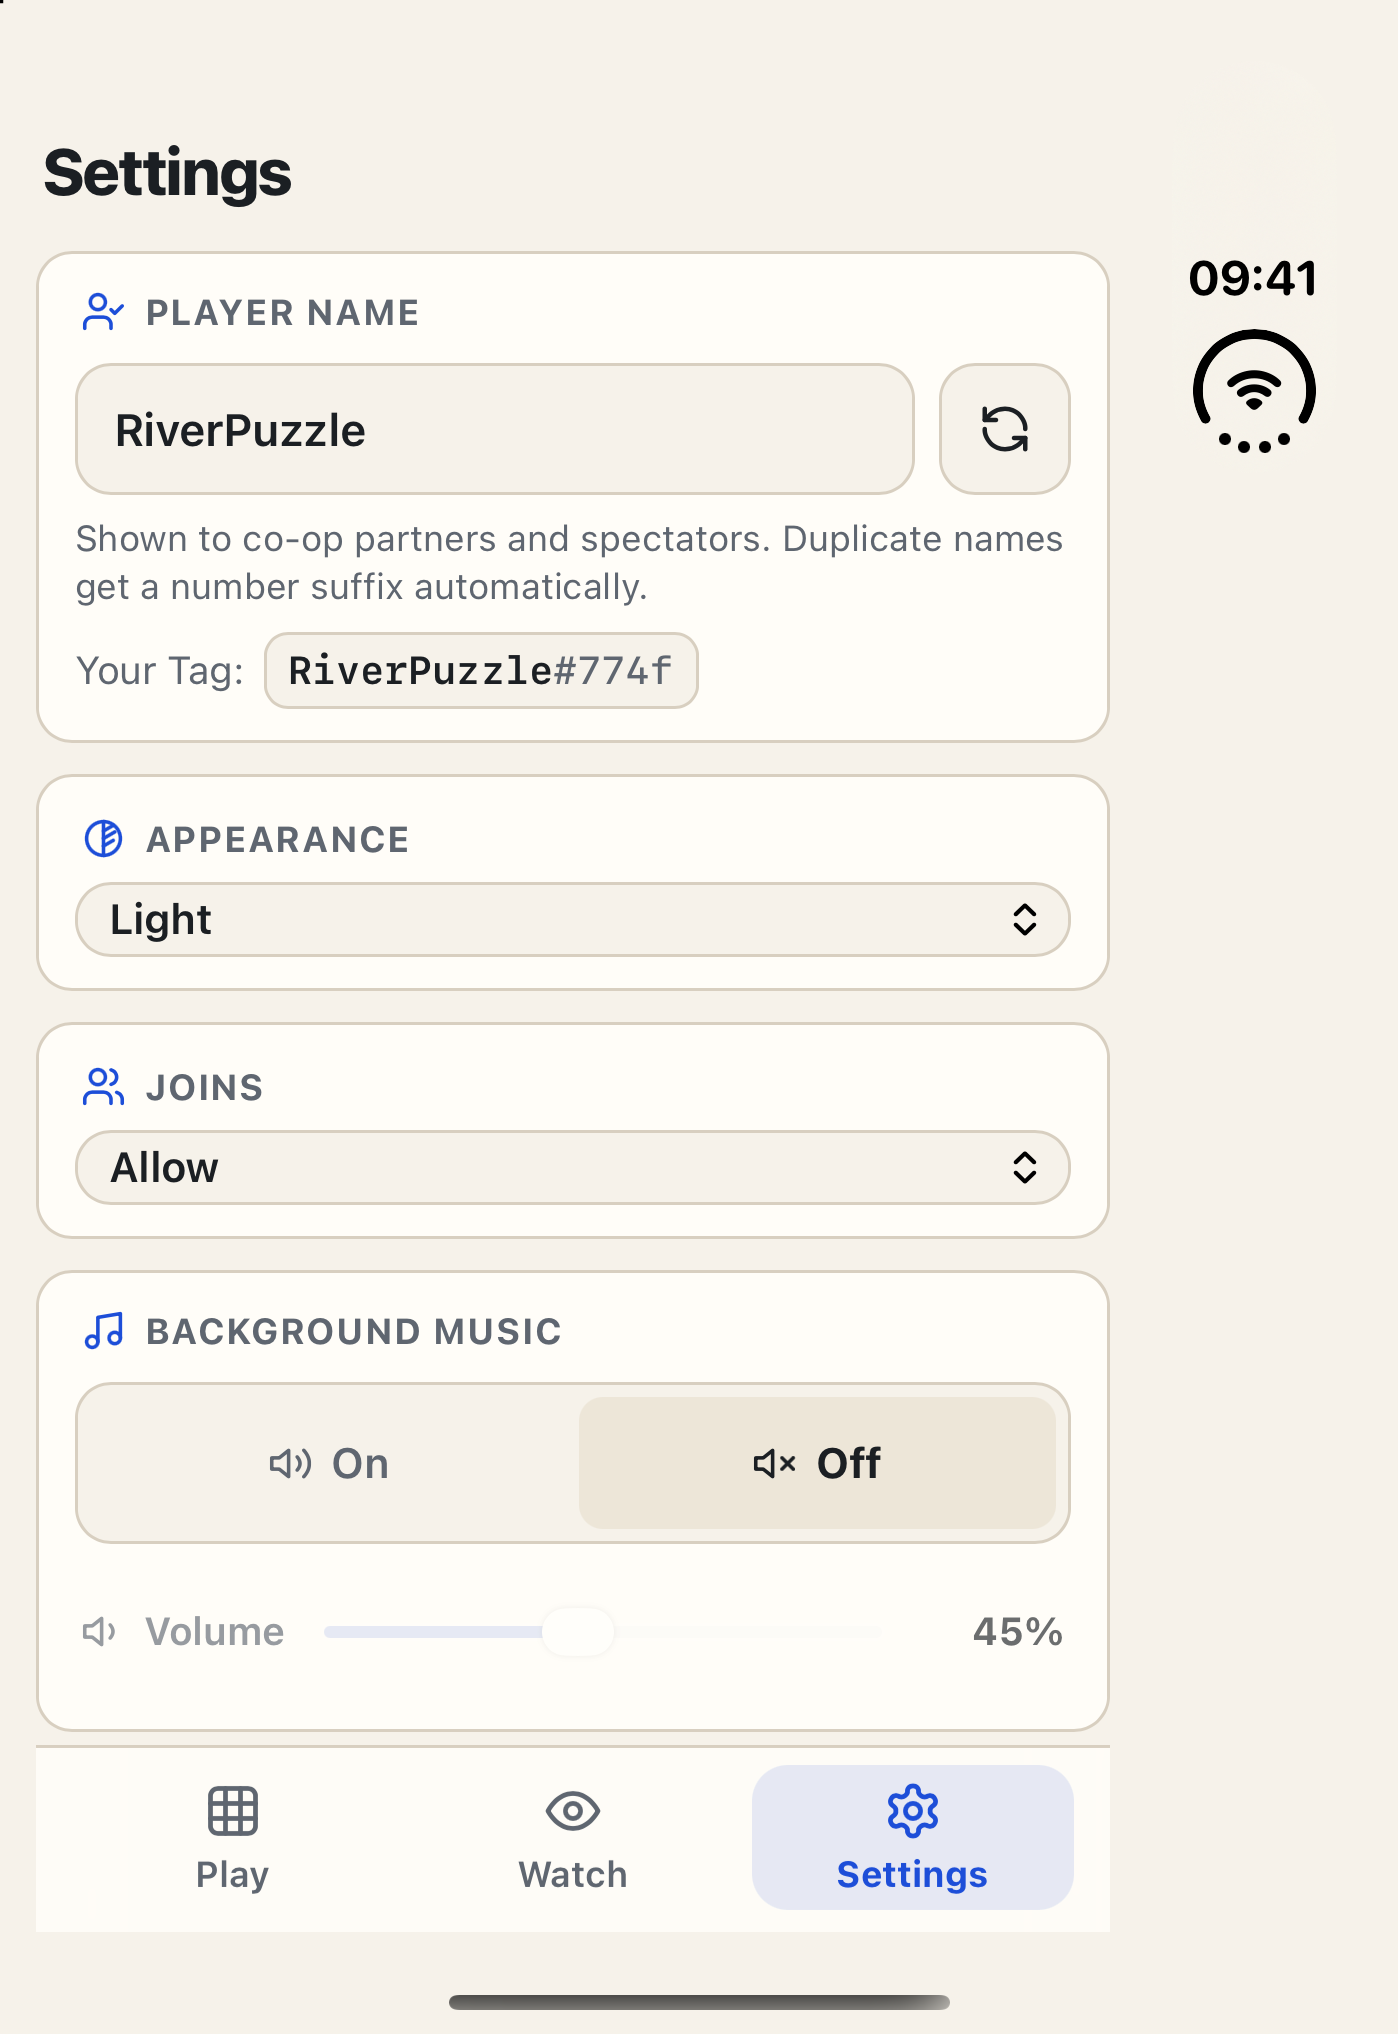 Settings
09:41
PLAYER NAME
RiverPuzzle
Shown to co-op partners and spectators. Duplicate names
get a number suffix automatically.
Your Tag: RiverPuzzle#774f
APPEARANCE
Light
JOINS
Allow
BACKGROUND MUSIC
On Off
Volume 45%
Play Watch Settings